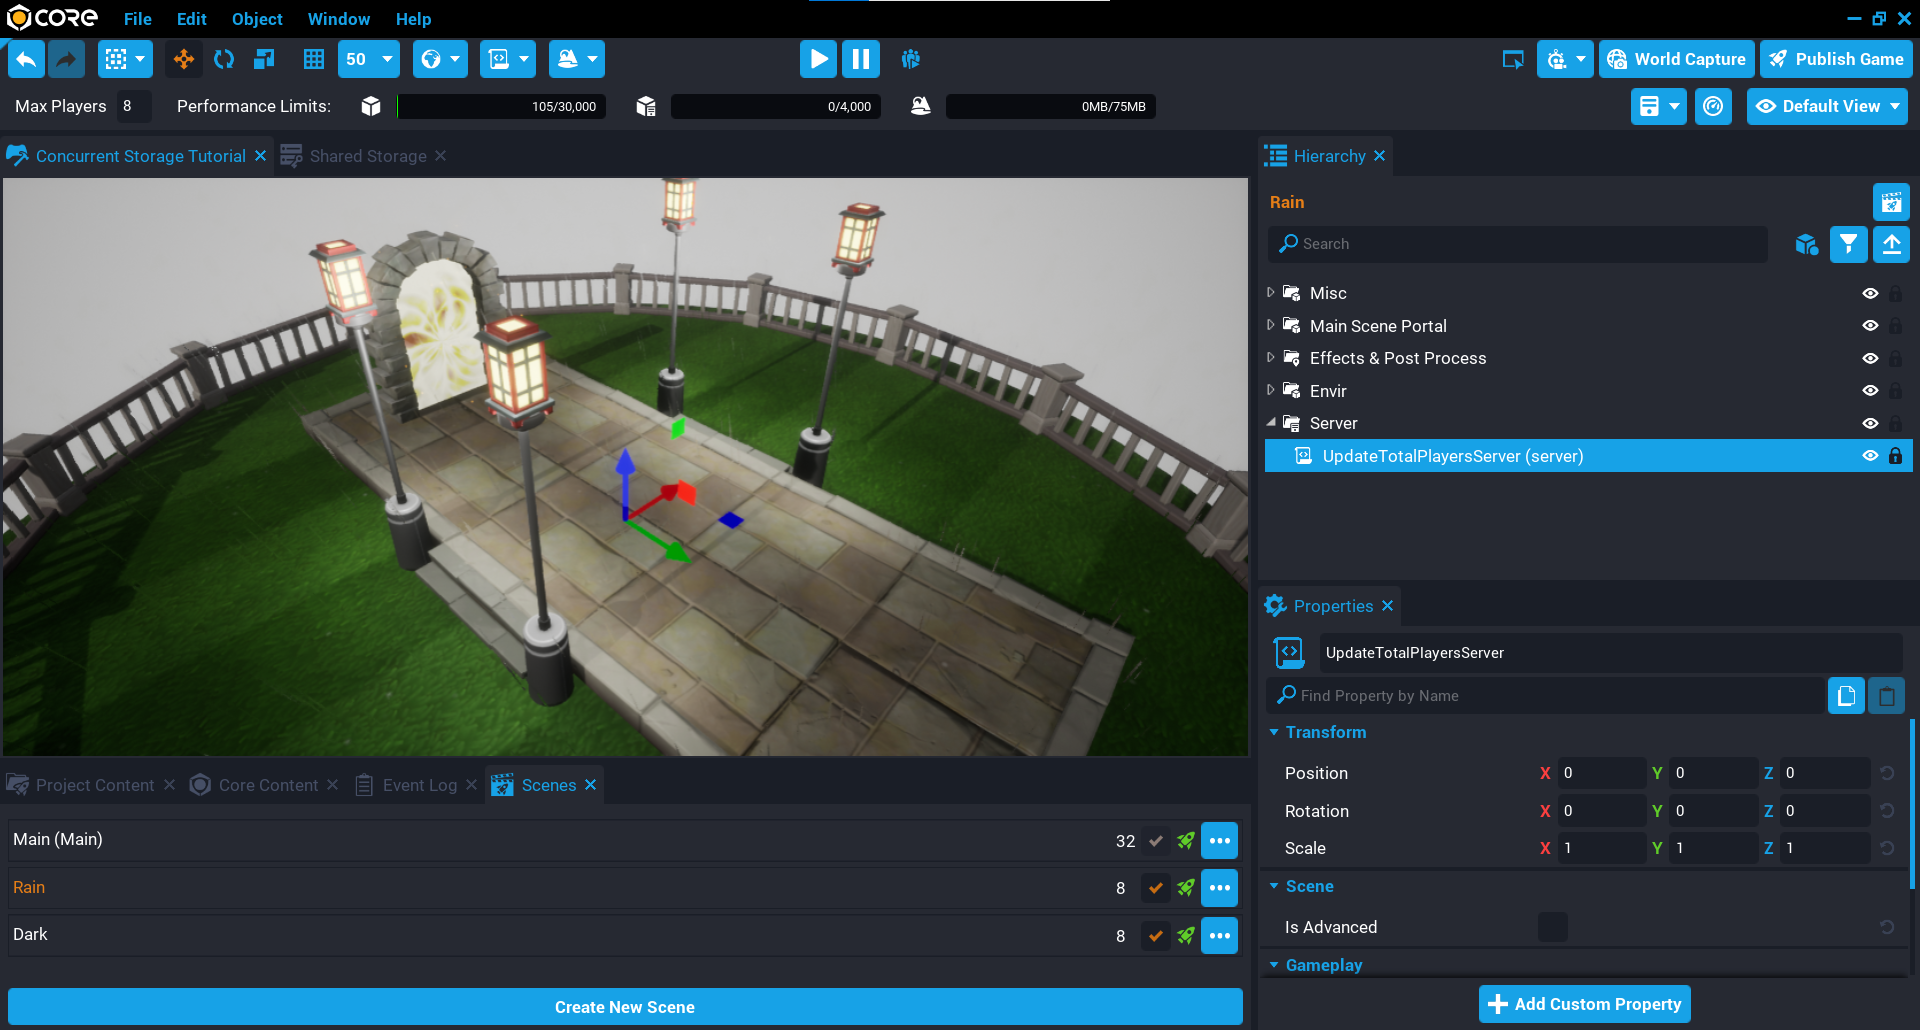 CORE File Edit Object Window Help
50 World Capture Publish Game
Max Players 8 Performance Limits: 105/30,000 0/4,000 0MB/75MB Default View
Concurrent Storage Tutorial Shared Storage
Hierarchy
Rain
Search
Misc
Main Scene Portal
Effects & Post Process
Envir
Server
UpdateTotalPlayersServer (server)
Properties
UpdateTotalPlayersServer
Find Property by Name
Transform
Position X 0 Y 0 Z 0
Rotation X 0 Y 0 Z 0
Scale X 1 Y 1 Z 1
Scene
Is Advanced
Gameplay
Add Custom Property
Project Content Core Content Event Log Scenes
Main (Main) 32
Rain 8
Dark 8
Create New Scene